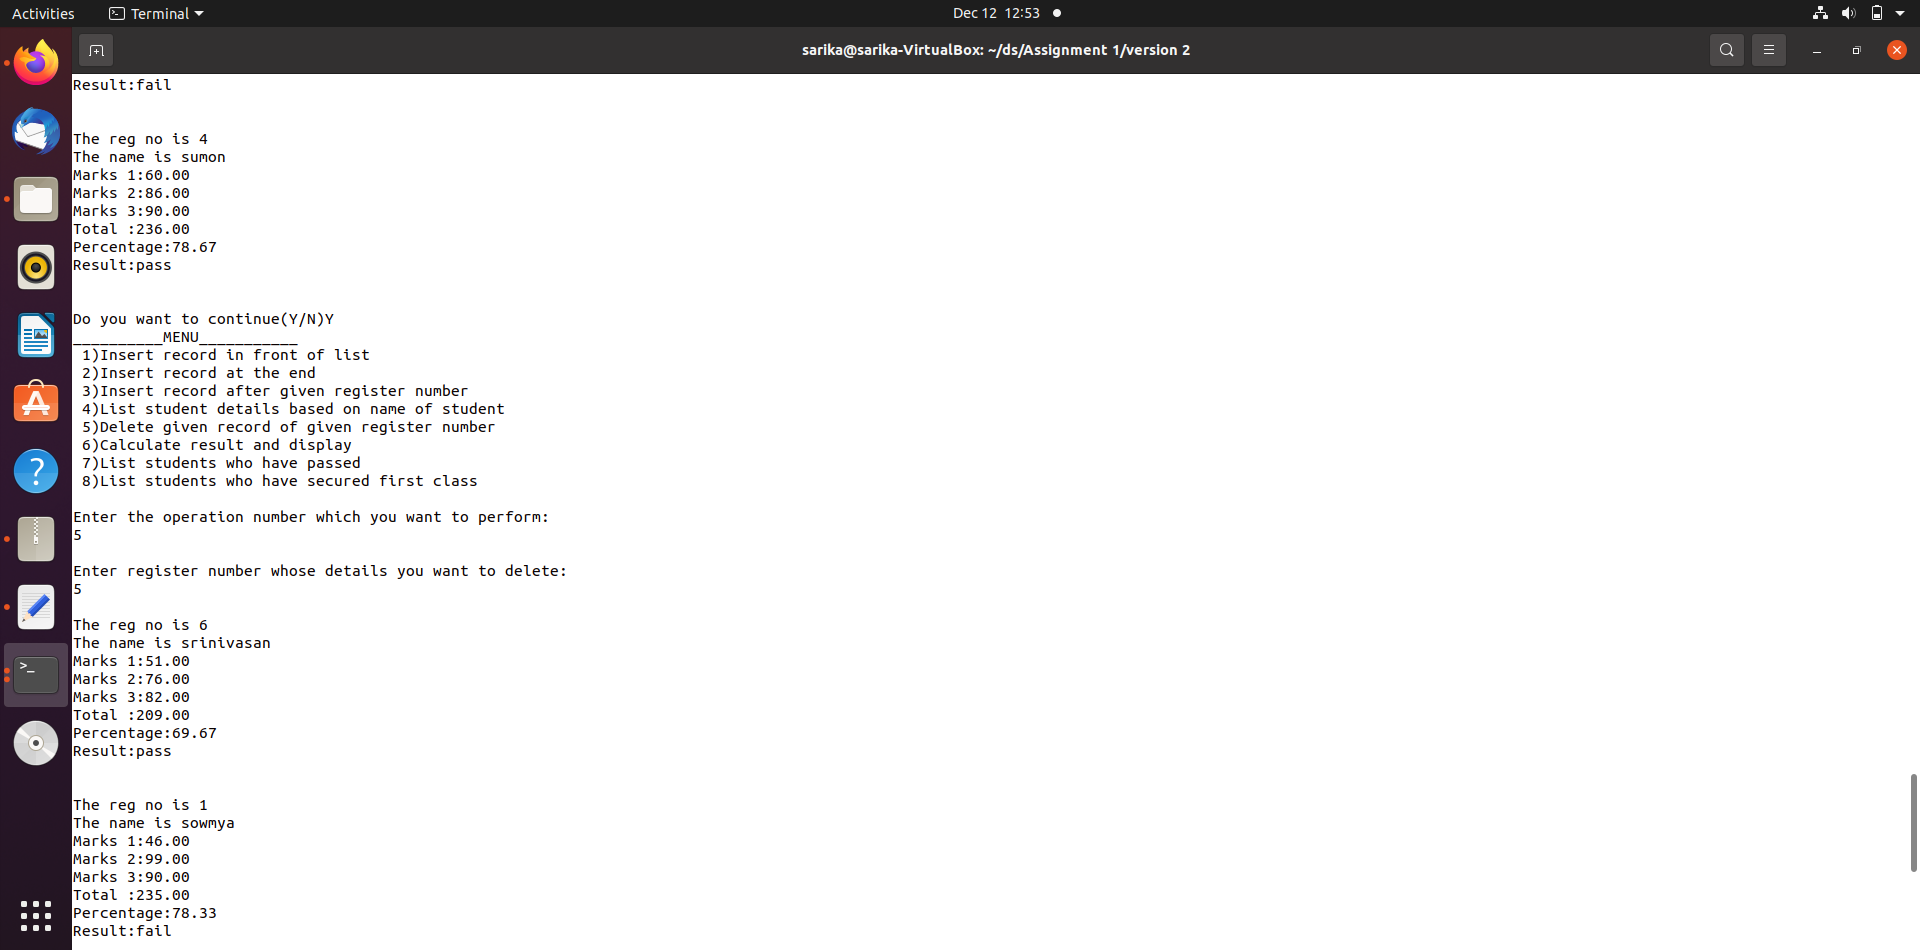 Activities
Terminal
Dec 12 12:53
sarika@sarika-VirtualBox: ~/ds/Assignment 1/version 2
Result:fail
The reg no is 4
The name is sumon
Marks 1:60.00
Marks 2:86.00
Marks 3:90.00
Total :236.00
Percentage:78.67
Result:pass
Do you want to continue(Y/N)Y
__________MENU___________
1)Insert record in front of list
2)Insert record at the end
3)Insert record after given register number
4)List student details based on name of student
5)Delete given record of given register number
6)Calculate result and display
7)List students who have passed
8)List students who have secured first class
Enter the operation number which you want to perform:
5
Enter register number whose details you want to delete:
5
The reg no is 6
The name is srinivasan
Marks 1:51.00
Marks 2:76.00
Marks 3:82.00
Total :209.00
Percentage:69.67
Result:pass
The reg no is 1
The name is sowmya
Marks 1:46.00
Marks 2:99.00
Marks 3:90.00
Total :235.00
Percentage:78.33
Result:fail